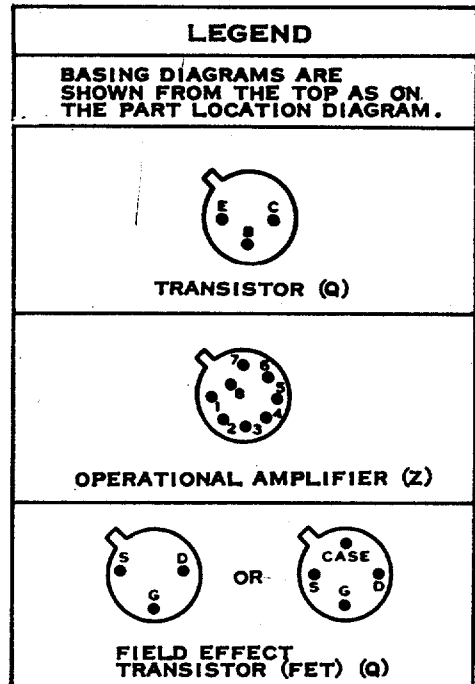 LEGEND
BASING DIAGRAMS ARE
SHOWN FROM THE TOP AS ON
THE PART LOCATION DIAGRAM.
E C
B
TRANSISTOR (Q)
7 6
8 5
1 4
2 3
OPERATIONAL AMPLIFIER (Z)
S D
G
OR
CASE
S D
G
FIELD EFFECT
TRANSISTOR (FET) (Q)